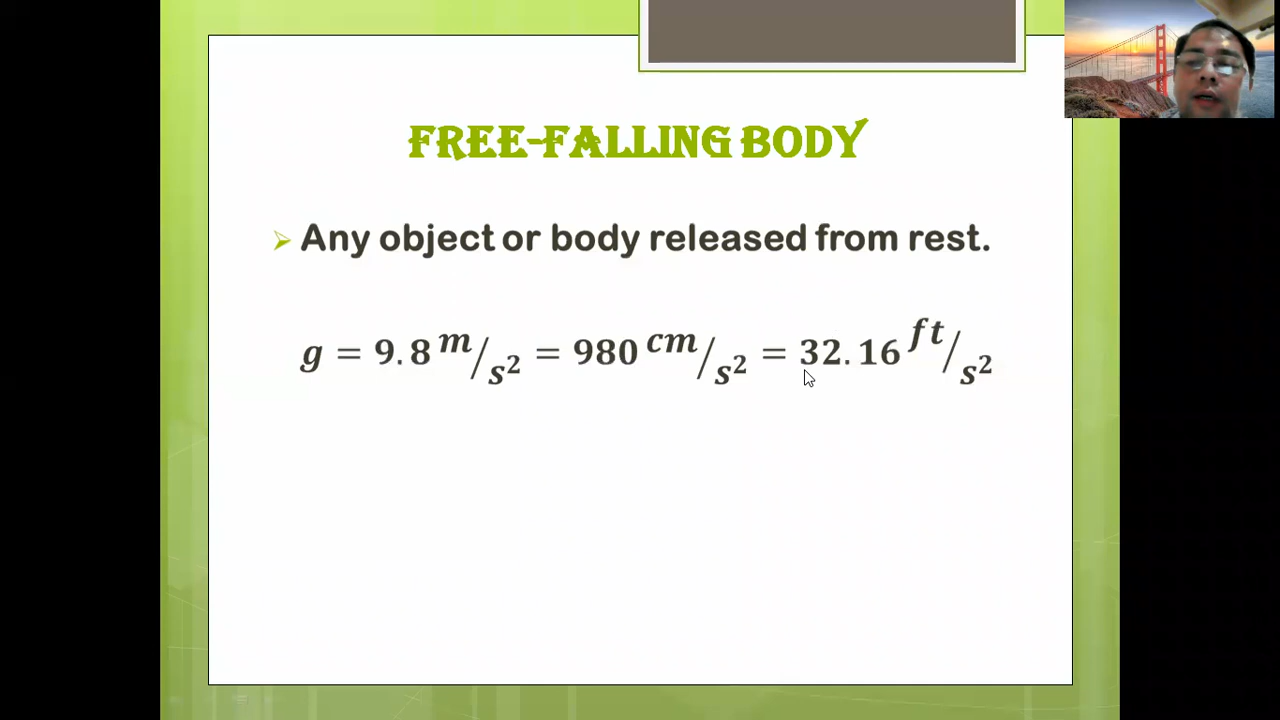 FREE-FALLING BODY
Any object or body released from rest.
g = 9.8 m/s² = 980 cm/s² = 32.16 ft/s²